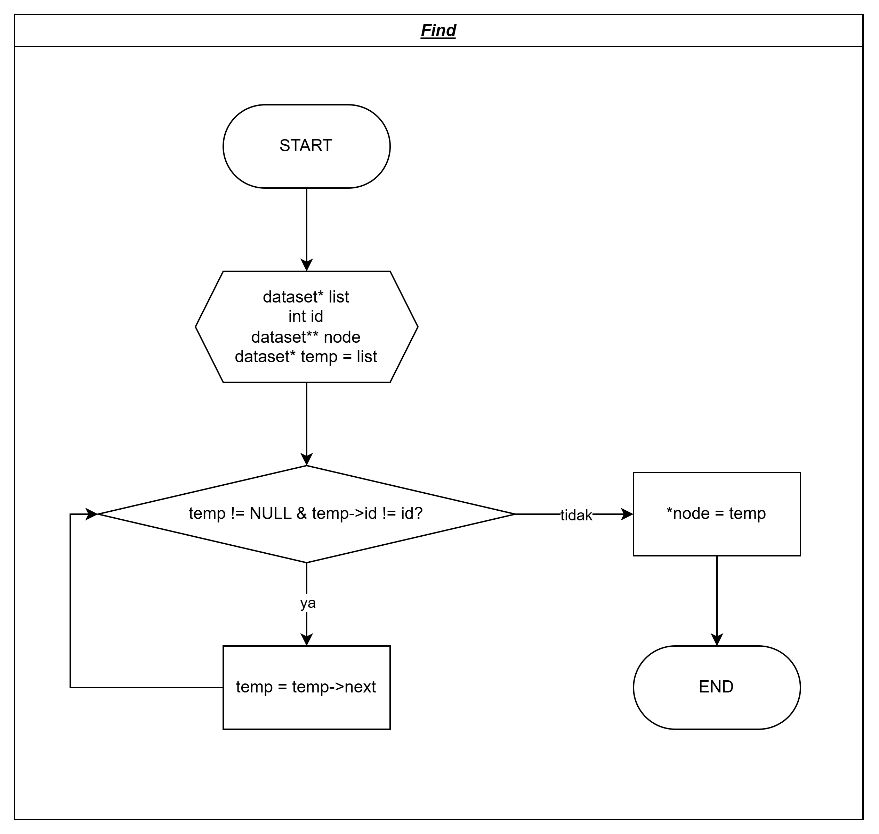 Find
START
dataset* list
int id
dataset** node
dataset* temp = list
temp != NULL & temp->id != id?
tidak
*node = temp
ya
temp = temp->next
END